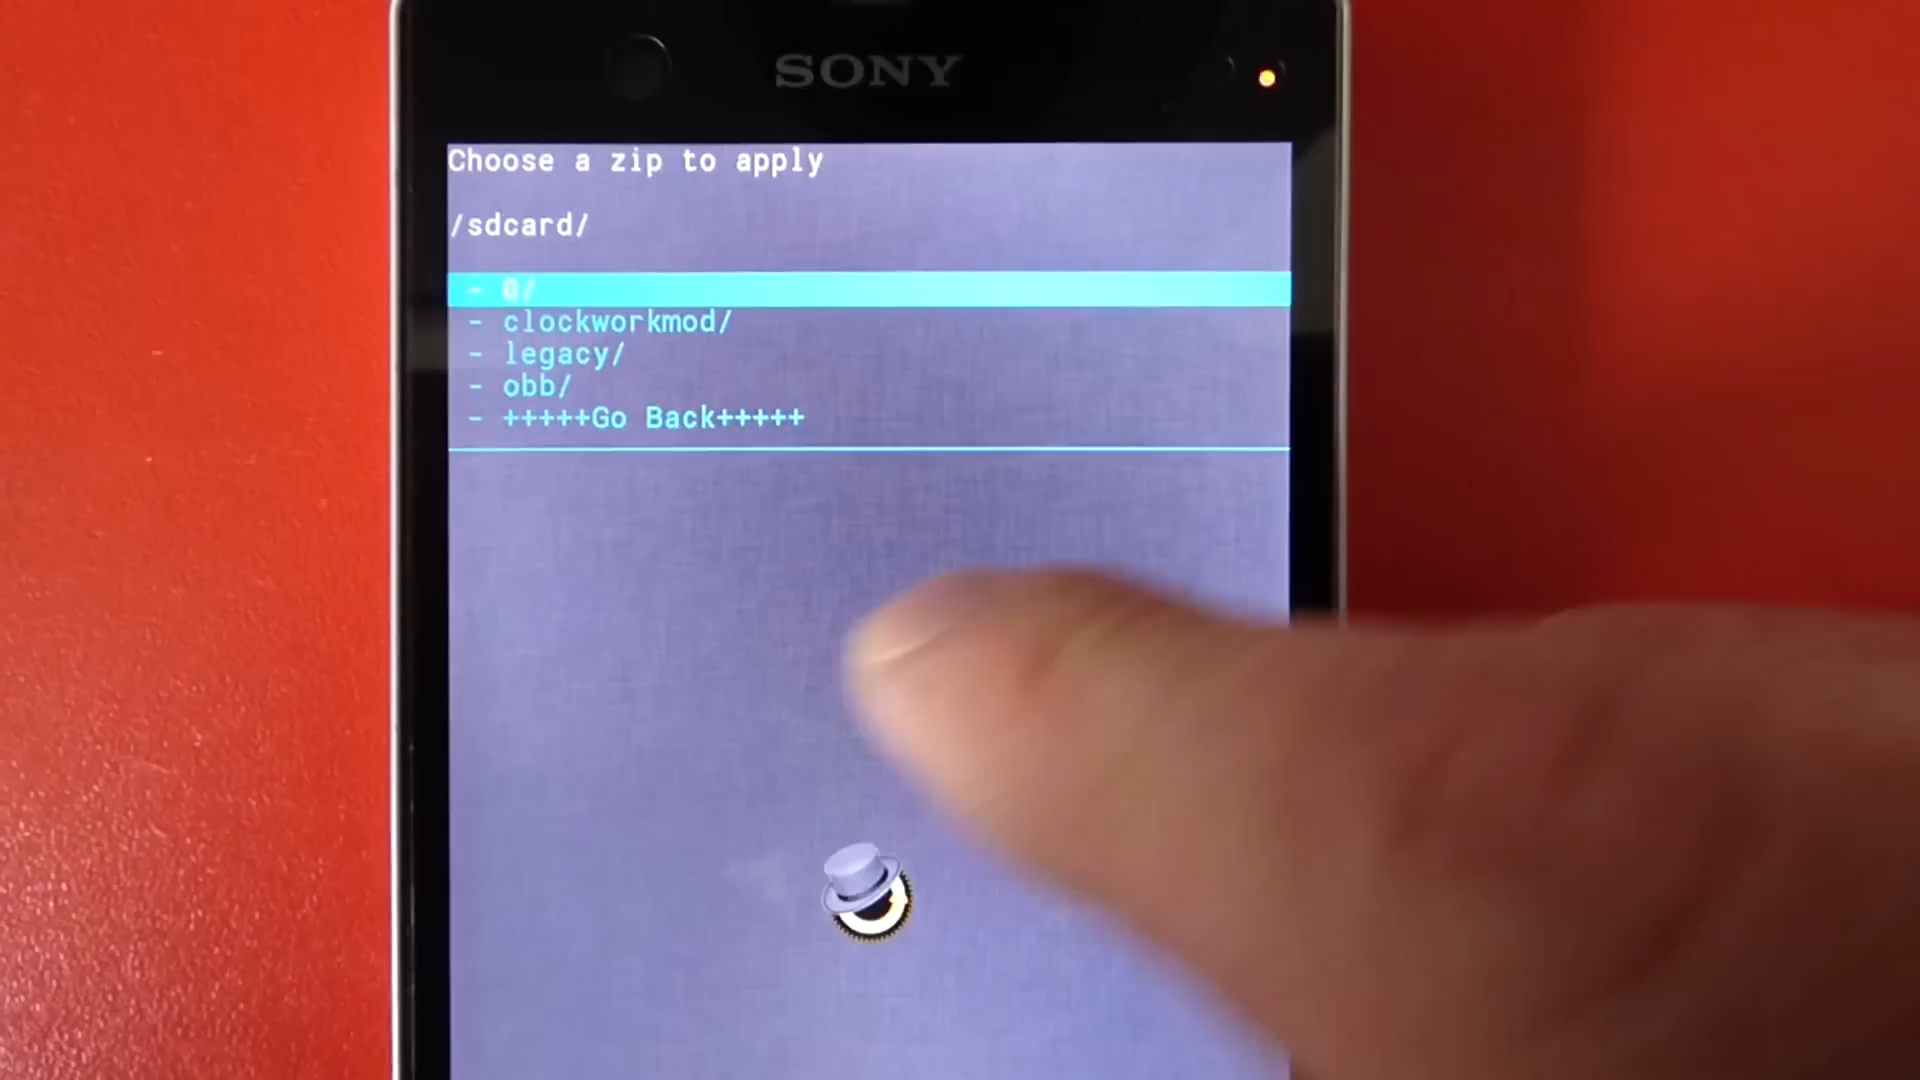 SONY
Choose a zip to apply
/sdcard/
- 0/
- clockworkmod/
- legacy/
- obb/
- +++++Go Back+++++